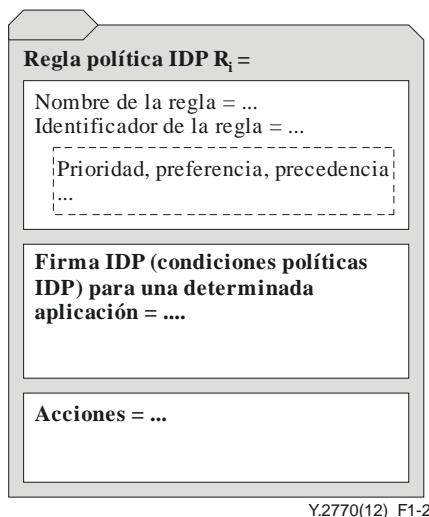 Regla política IDP Ri =
Nombre de la regla = ...
Identificador de la regla = ...
Prioridad, preferencia, precedencia
...
Firma IDP (condiciones políticas
IDP) para una determinada
aplicación = ....
Acciones = ...
Y.2770(12)_F1-2